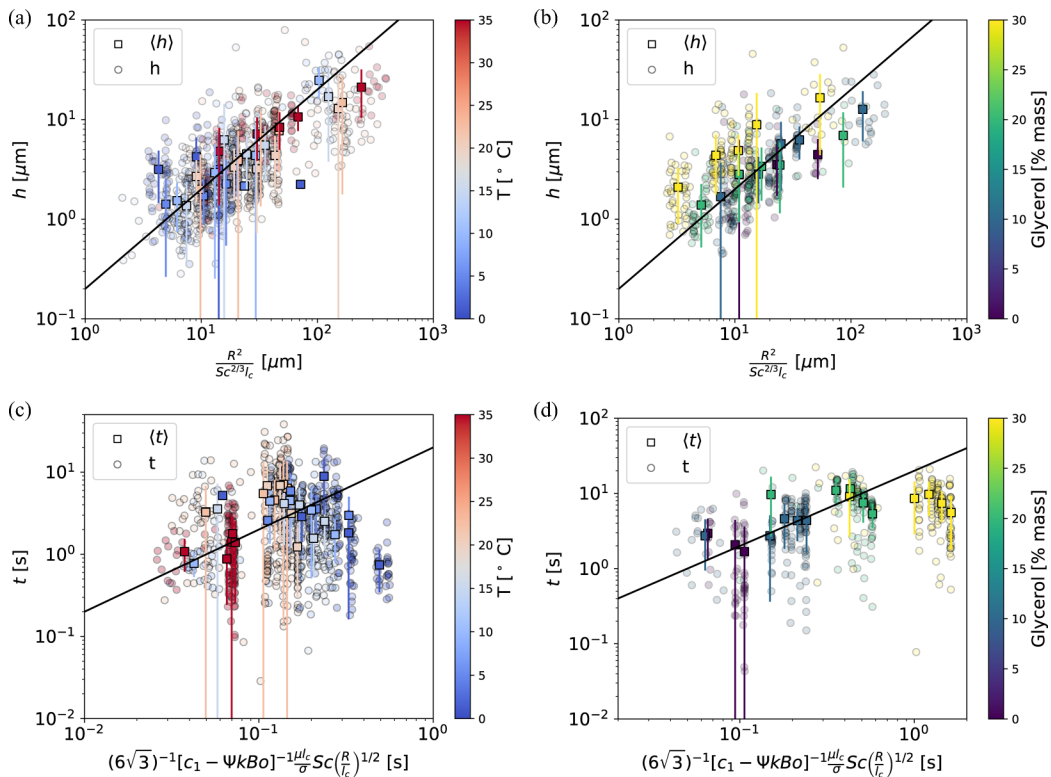 (a)
(b)
⟨h⟩
h
10²
10¹
10⁰
10⁻¹
h [μm]
10⁰ 10¹ 10² 10³
R²/Sc^{2/3}l_c [μm]
35
30
25
20
15
10
5
0
T [° C]
⟨h⟩
h
10²
10¹
10⁰
10⁻¹
h [μm]
10⁰ 10¹ 10² 10³
R²/Sc^{2/3}l_c [μm]
30
25
20
15
10
5
0
Glycerol [% mass]
(c)
(d)
⟨t⟩
t
10¹
10⁰
10⁻¹
10⁻²
t [s]
10⁻² 10⁻¹ 10⁰
(6√3)⁻¹[c₁ − ΨkBo]⁻¹ μl_c/σ Sc(R/l_c)^{1/2} [s]
35
30
25
20
15
10
5
0
T [° C]
⟨t⟩
t
10²
10¹
10⁰
10⁻¹
10⁻²
t [s]
10⁻¹ 10⁰
(6√3)⁻¹[c₁ − ΨkBo]⁻¹ μl_c/σ Sc(R/l_c)^{1/2} [s]
30
25
20
15
10
5
0
Glycerol [% mass]